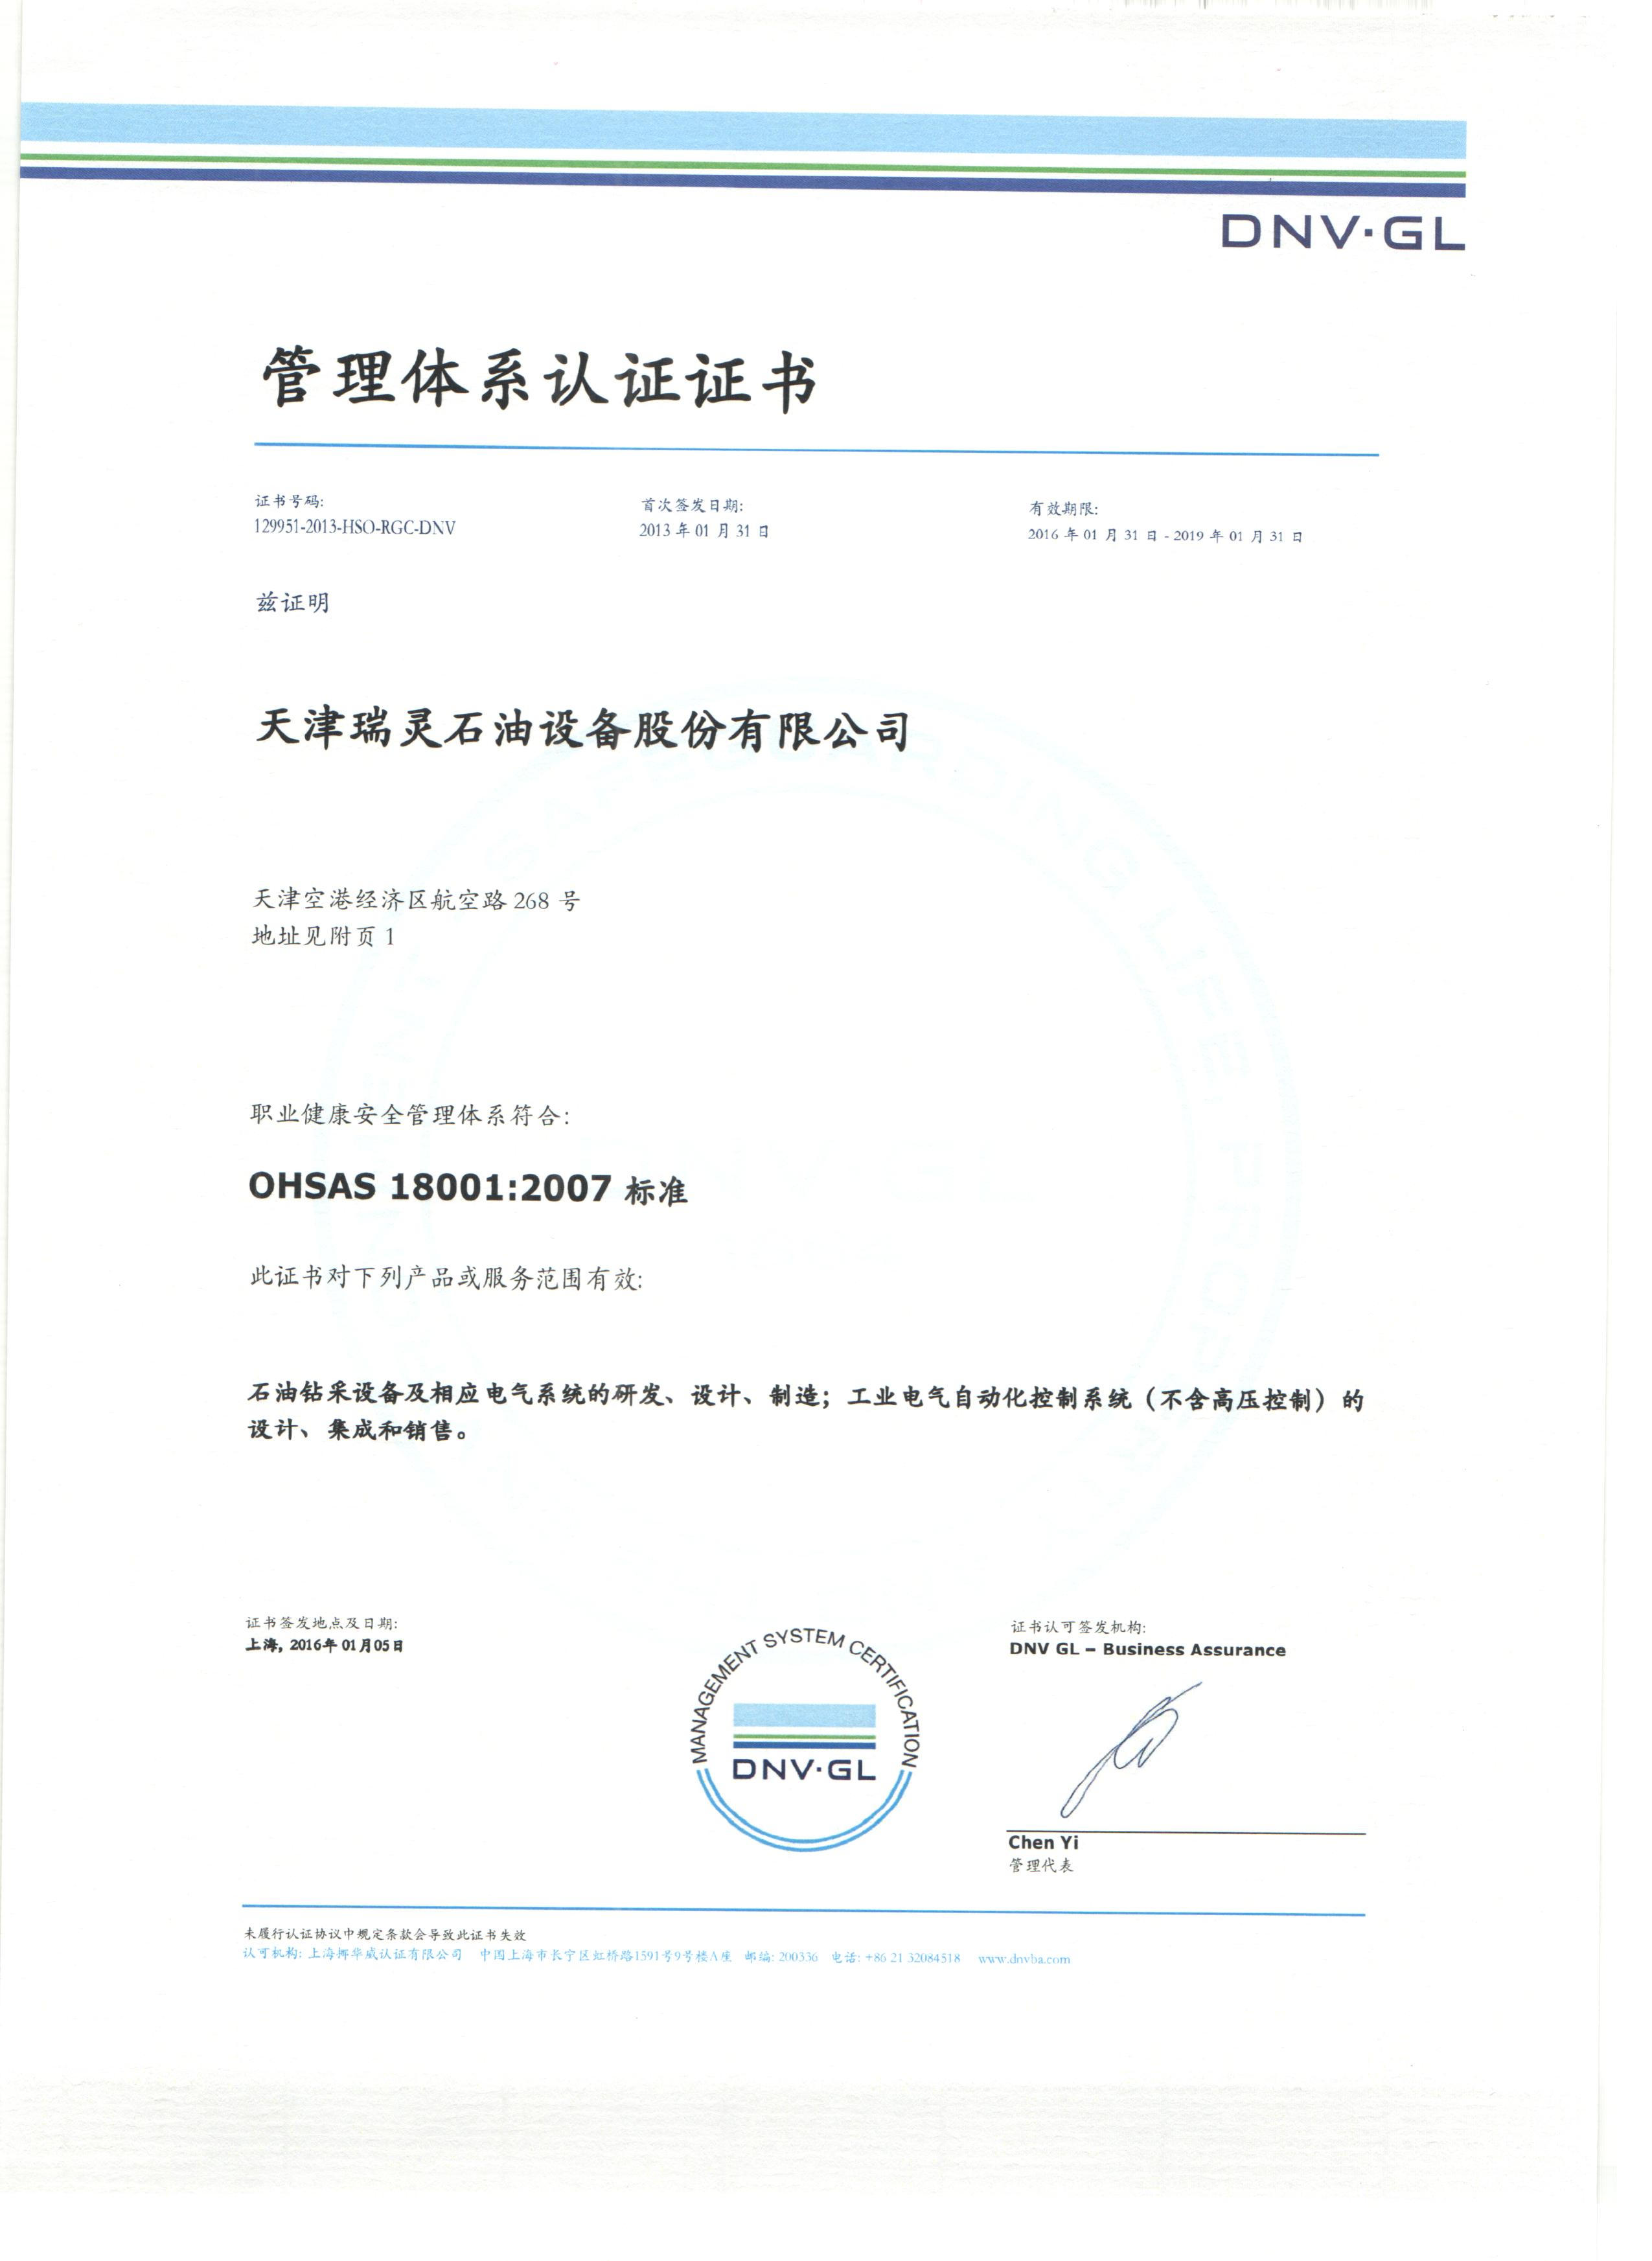 DNV·GL
管理体系认证证书
证书号码:
129951-2013-HSO-RGC-DNV
首次签发日期:
2013 年 01 月 31 日
有效期限:
2016 年 01 月 31 日 - 2019 年 01 月 31 日
兹证明
天津瑞灵石油设备股份有限公司
天津空港经济区航空路 268 号
地址见附页 1
职业健康安全管理体系符合:
OHSAS 18001:2007 标准
此证书对下列产品或服务范围有效:
石油钻采设备及相应电气系统的研发、设计、制造；工业电气自动化控制系统（不含高压控制）的
设计、集成和销售。
证书签发地点及日期:
上海, 2016年 01月05日
MANAGEMENT SYSTEM CERTIFICATION
DNV·GL
证书认可签发机构:
DNV GL – Business Assurance
Chen Yi
管理代表
未履行认证协议中规定条款会导致此证书失效
认可机构: 上海挪华威认证有限公司 中国上海市长宁区虹桥路1591号9号楼A座 邮编: 200336 电话: +86 21 32084518 www.dnvba.com